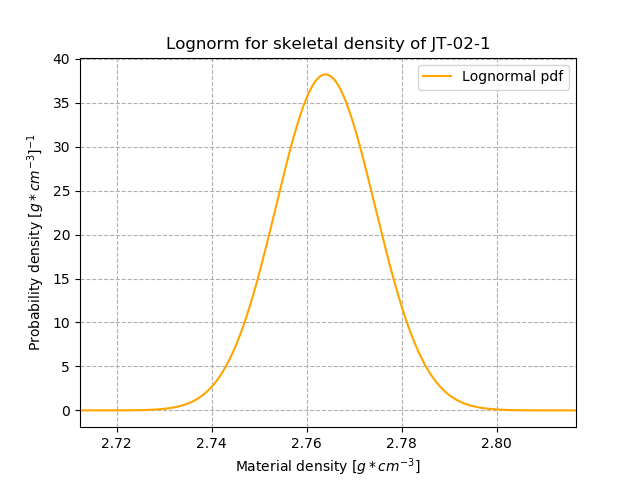 Lognorm for skeletal density of JT-02-1
Lognormal pdf
40
35
30
25
20
15
10
5
0
Probability density [g * cm⁻³]⁻¹
2.72 2.74 2.76 2.78 2.80
Material density [g * cm⁻³]